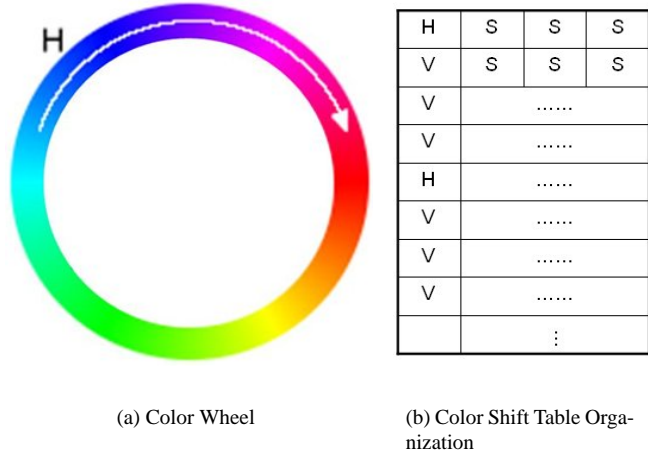 H
H S S S
V S S S
V ......
V ......
H ......
V ......
V ......
V ......
⋮
(a) Color Wheel
(b) Color Shift Table Orga-
nization